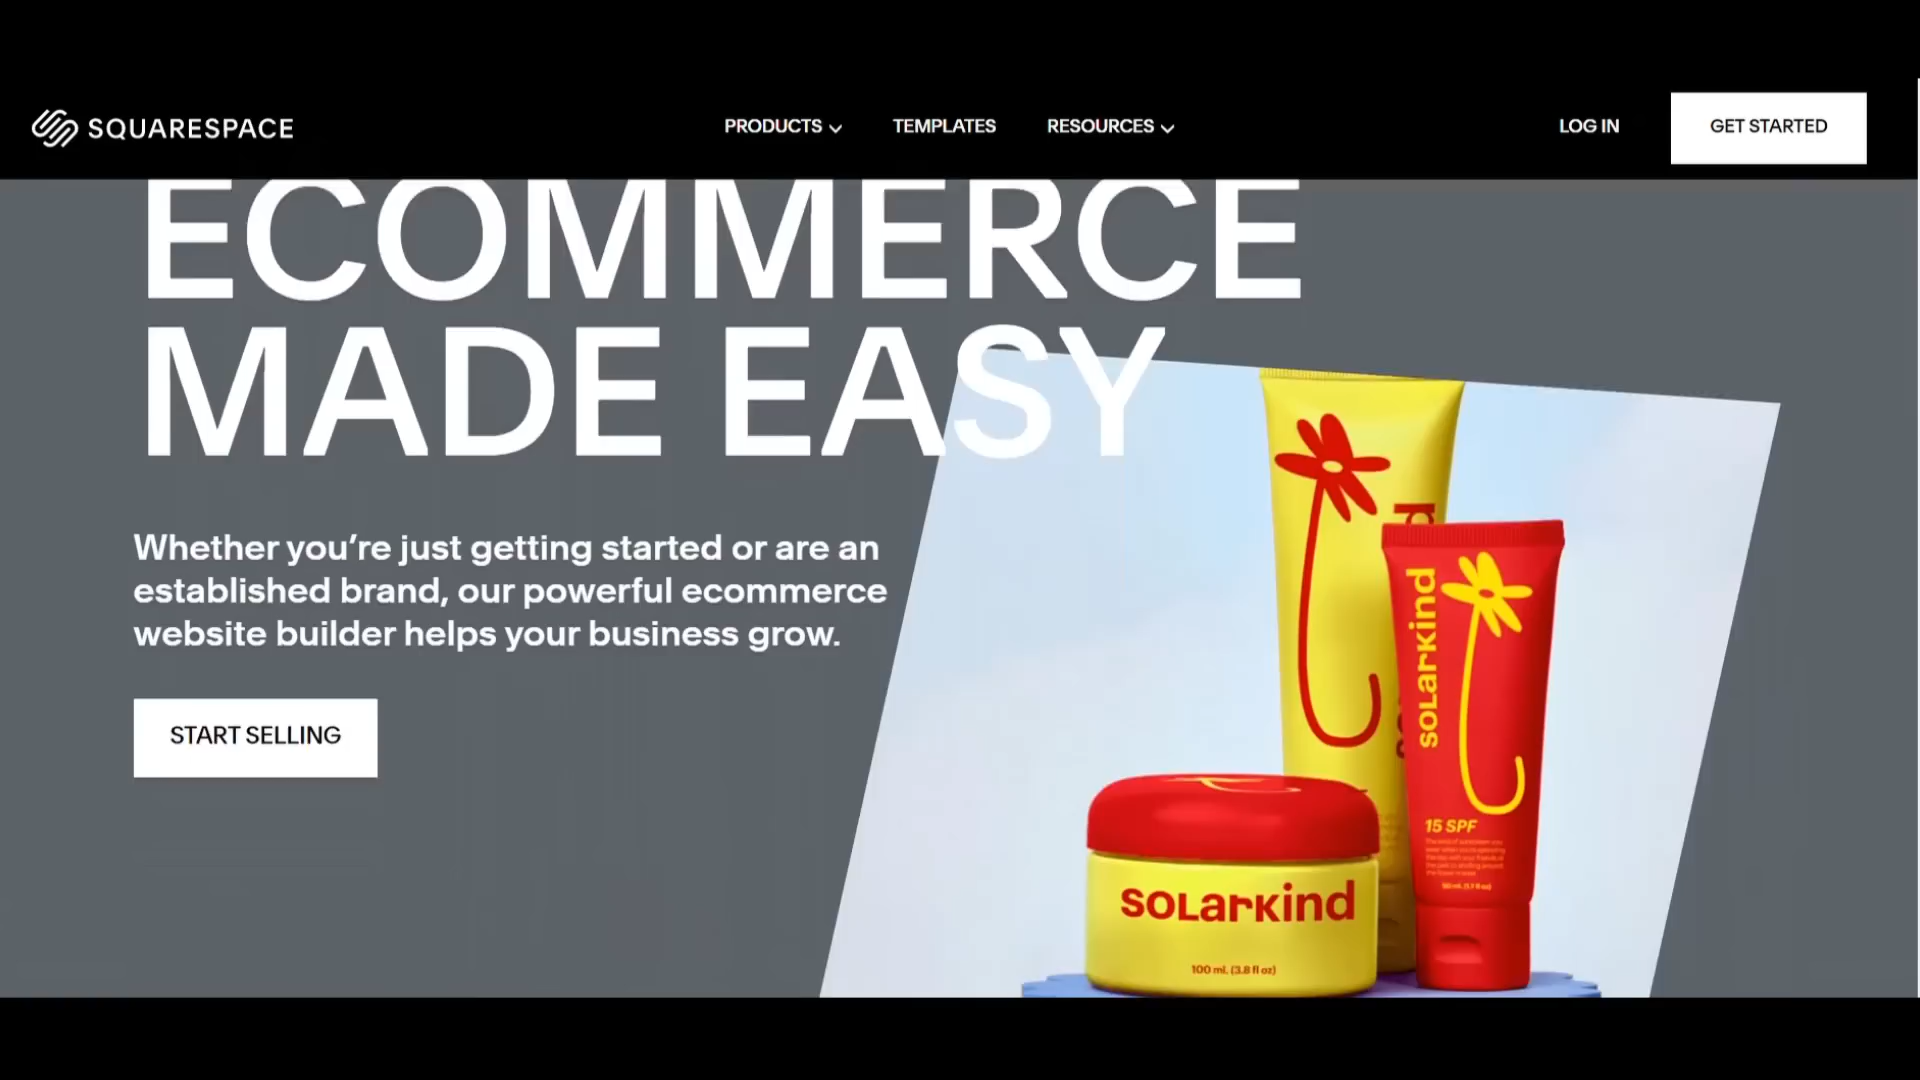 SQUARESPACE
PRODUCTS
TEMPLATES
RESOURCES
LOG IN
GET STARTED
ECOMMERCE
MADE EASY
Whether you’re just getting started or are an
established brand, our powerful ecommerce
website builder helps your business grow.
START SELLING
solarkind
15 SPF
solarkind
100 ml. (3.8 fl oz)